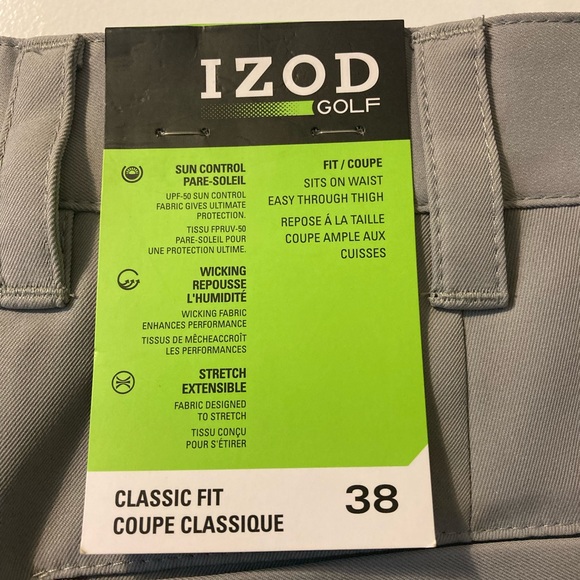 IZOD
GOLF
SUN CONTROL
PARE-SOLEIL
UPF-50 SUN CONTROL
FABRIC GIVES ULTIMATE
PROTECTION.
TISSU FPRUV-50
PARE-SOLEIL POUR
UNE PROTECTION ULTIME.
WICKING
REPOUSSE
L'HUMIDITÉ
WICKING FABRIC
ENHANCES PERFORMANCE
TISSUS DE MÈCHEACCROÎT
LES PERFORMANCES
STRETCH
EXTENSIBLE
FABRIC DESIGNED
TO STRETCH
TISSU CONÇU
POUR S'ÉTIRER
FIT / COUPE
SITS ON WAIST
EASY THROUGH THIGH
REPOSE Á LA TAILLE
COUPE AMPLE AUX
CUISSES
CLASSIC FIT
COUPE CLASSIQUE
38